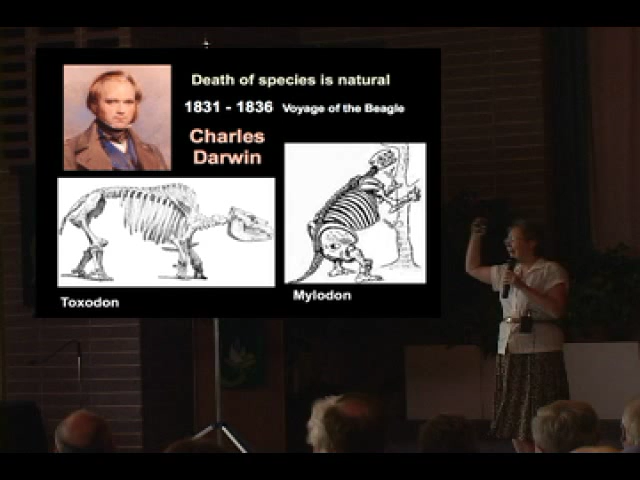 Death of species is natural
1831 - 1836 Voyage of the Beagle
Charles
Darwin
Toxodon
Mylodon